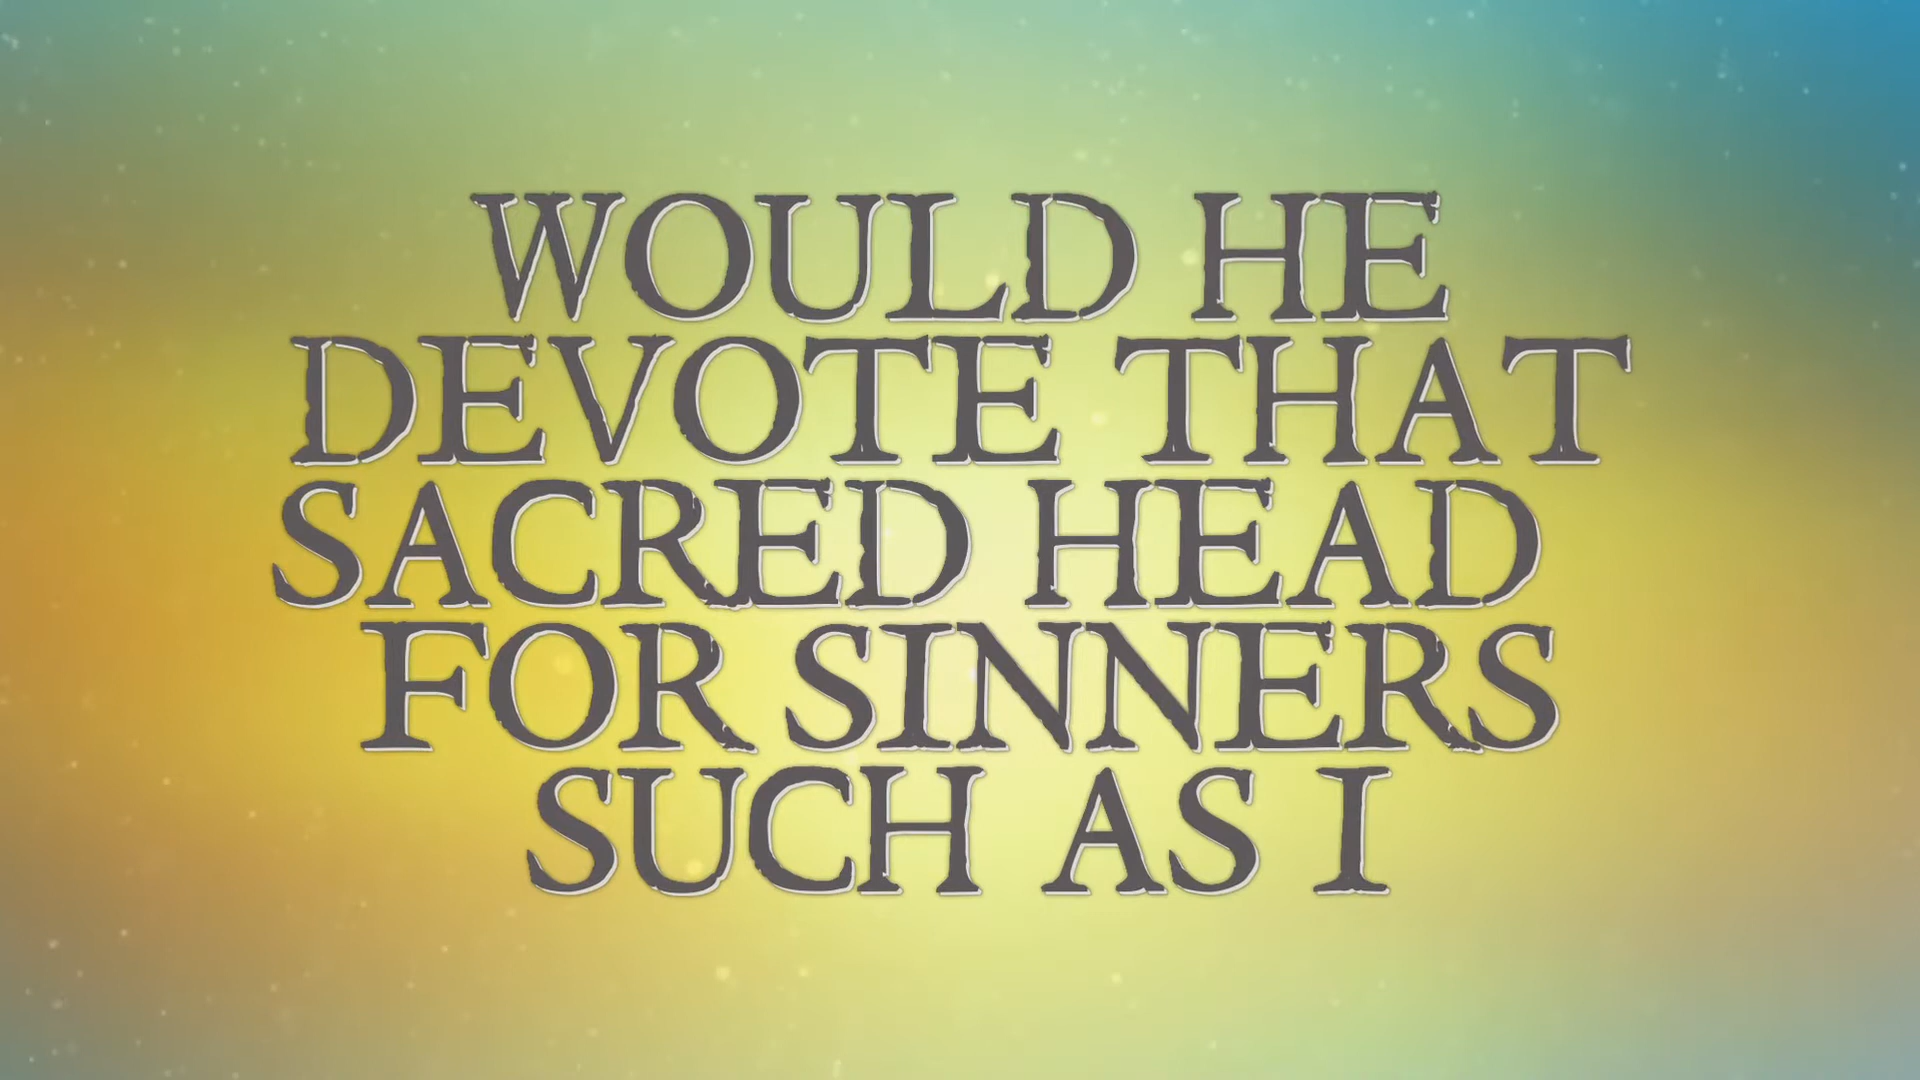 WOULD HE
DEVOTE THAT
SACRED HEAD
FOR SINNERS
SUCH AS I